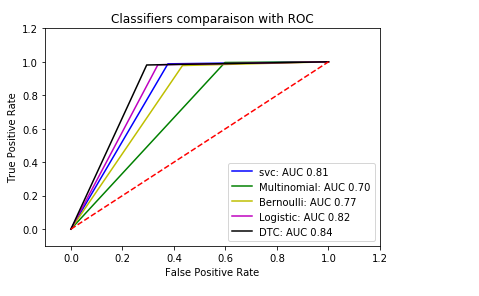 Classifiers comparaison with ROC
True Positive Rate
1.2
1.0
0.8
0.6
0.4
0.2
0.0
svc: AUC 0.81
Multinomial: AUC 0.70
Bernoulli: AUC 0.77
Logistic: AUC 0.82
DTC: AUC 0.84
0.0 0.2 0.4 0.6 0.8 1.0 1.2
False Positive Rate